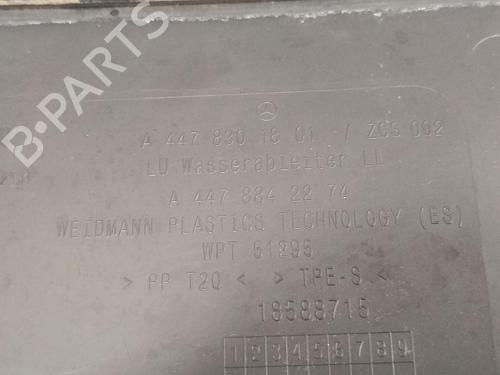 A 447 830 18 01 / ZGS 002
LU Wasserableiter LL
A 447 884 22 74
WEIDMANN PLASTICS TECHNOLOGY (ES)
WPT 51295
> PP T20 < > TPE-S <
18588715
1 2 3 4 5 6 7 8 9
B-PARTS